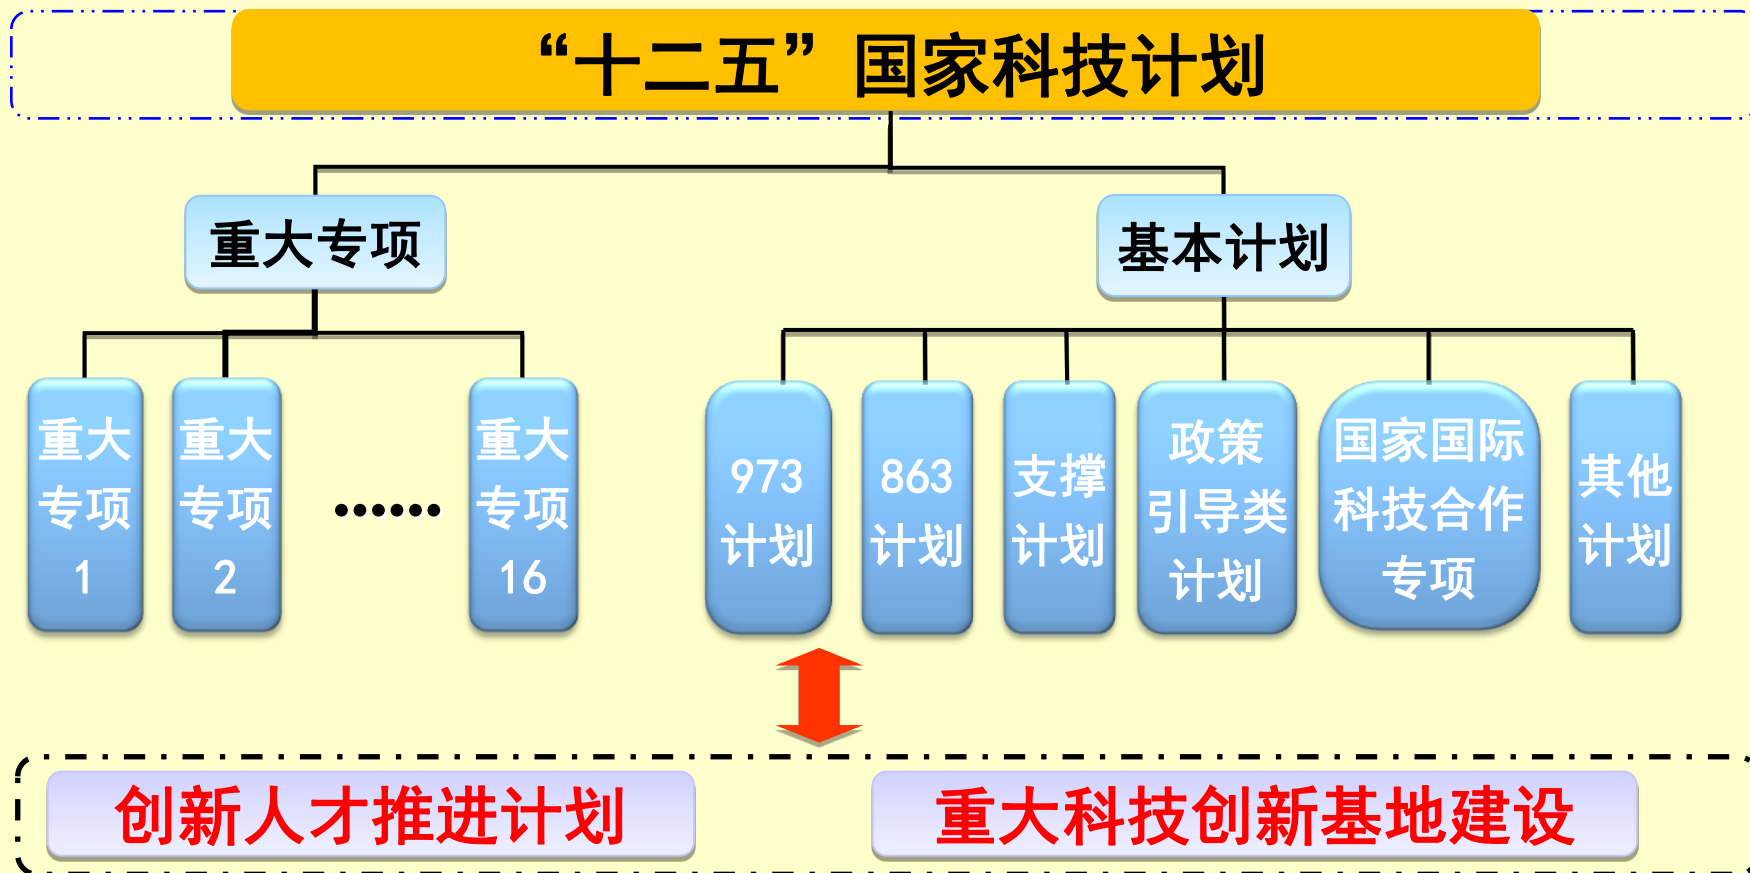 “十二五”国家科技计划
重大专项
基本计划
重大
专项
1
重大
专项
2
……
重大
专项
16
973
计划
863
计划
支撑
计划
政策
引导类
计划
国家国际
科技合作
专项
其他
计划
创新人才推进计划
重大科技创新基地建设